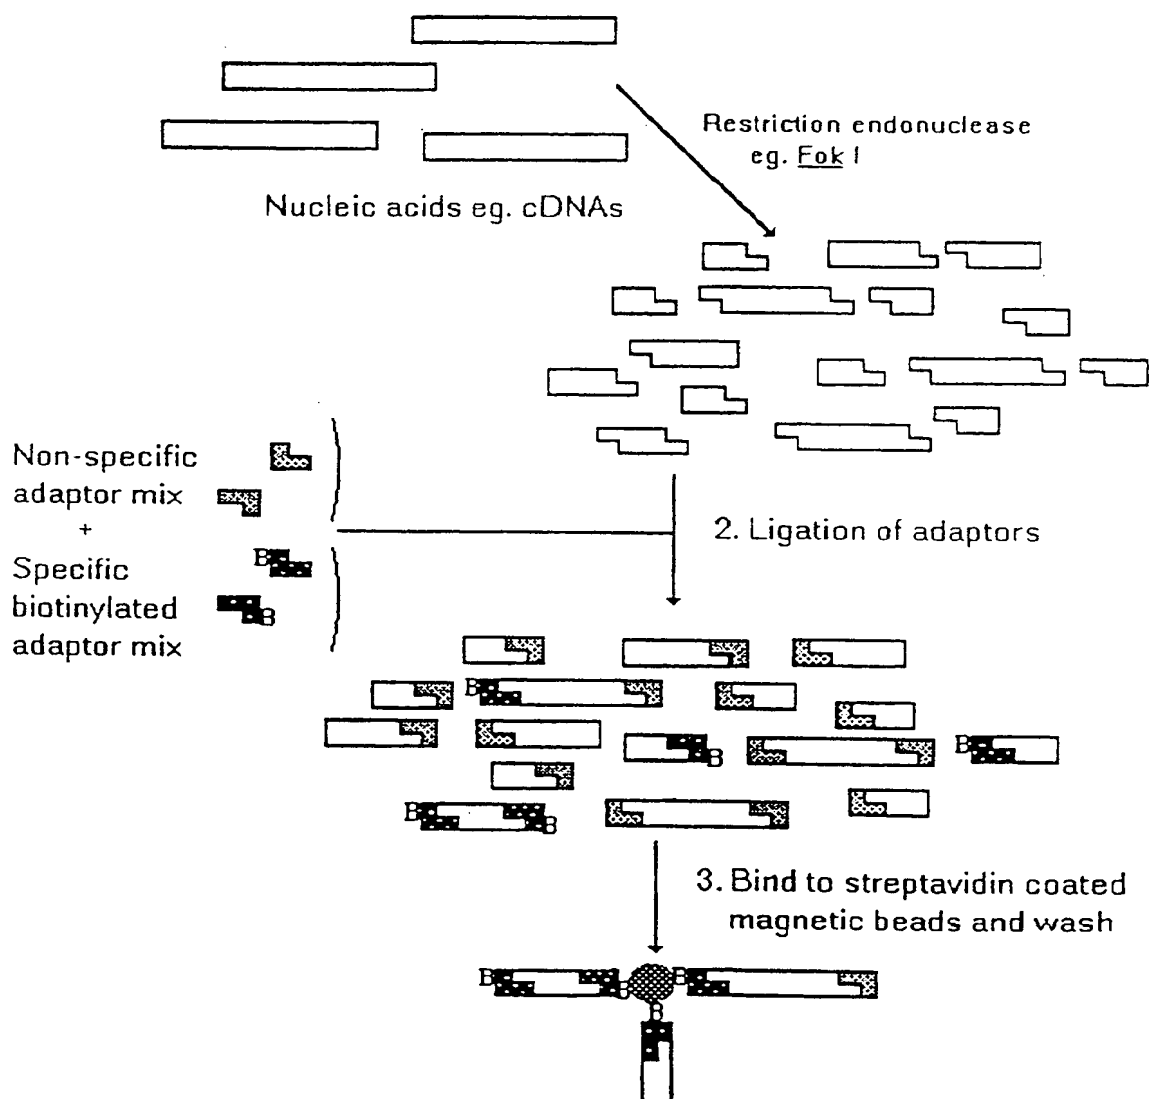 Restriction endonuclease
eg. Fok I
Nucleic acids eg. cDNAs
Non-specific
adaptor mix
+
Specific
biotinylated
adaptor mix
B
B
2. Ligation of adaptors
B
B
B
B
B
3. Bind to streptavidin coated
magnetic beads and wash
B
B
B
B